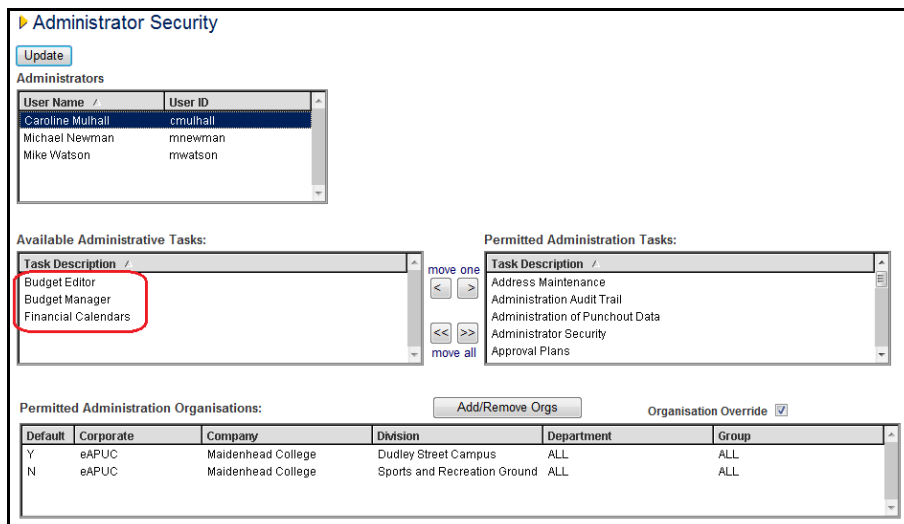 Administrator Security
Update
Administrators
User Name User ID
Caroline Mulhall cmulhall
Michael Newman mnewman
Mike Watson mwatson
Available Administrative Tasks: Permitted Administration Tasks:
Task Description move one Task Description
Budget Editor < > Address Maintenance
Budget Manager Administration Audit Trail
Financial Calendars Administration of Punchout Data
<< >> Administrator Security
move all Approval Plans
Permitted Administration Organisations: Add/Remove Orgs Organisation Override
Default Corporate Company Division Department Group
Y eAPUC Maidenhead College Dudley Street Campus ALL ALL
N eAPUC Maidenhead College Sports and Recreation Ground ALL ALL